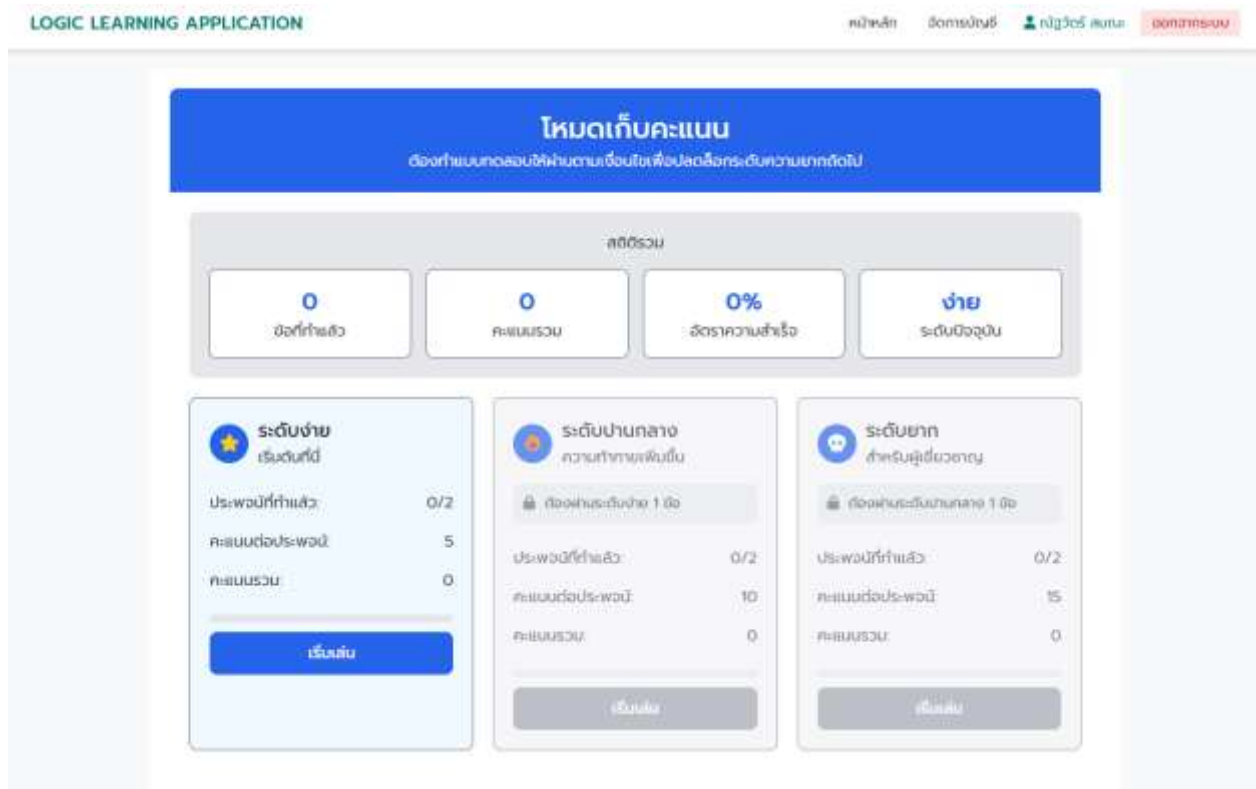 LOGIC LEARNING APPLICATION
หน้าหลัก จัดการบัญชี ณัฐวัตร์ สมณะ ออกจากระบบ
โหมดเก็บคะแนน
ต้องทำแบบทดสอบให้ผ่านตามเงื่อนไขเพื่อปลดล็อกระดับความยากถัดไป
สถิติรวม
0 0 0% ง่าย
ข้อที่ทำแล้ว คะแนนรวม อัตราความสำเร็จ ระดับปัจจุบัน
ระดับง่าย
เริ่มต้นที่นี่
ประพจน์ที่ทำแล้ว: 0/2
คะแนนต่อประพจน์: 5
คะแนนรวม: 0
เริ่มเล่น
ระดับปานกลาง
ความท้าทายเพิ่มขึ้น
ต้องผ่านระดับง่าย 1 ข้อ
ประพจน์ที่ทำแล้ว: 0/2
คะแนนต่อประพจน์: 10
คะแนนรวม: 0
เริ่มเล่น
ระดับยาก
สำหรับผู้เชี่ยวชาญ
ต้องผ่านระดับปานกลาง 1 ข้อ
ประพจน์ที่ทำแล้ว: 0/2
คะแนนต่อประพจน์: 15
คะแนนรวม: 0
เริ่มเล่น